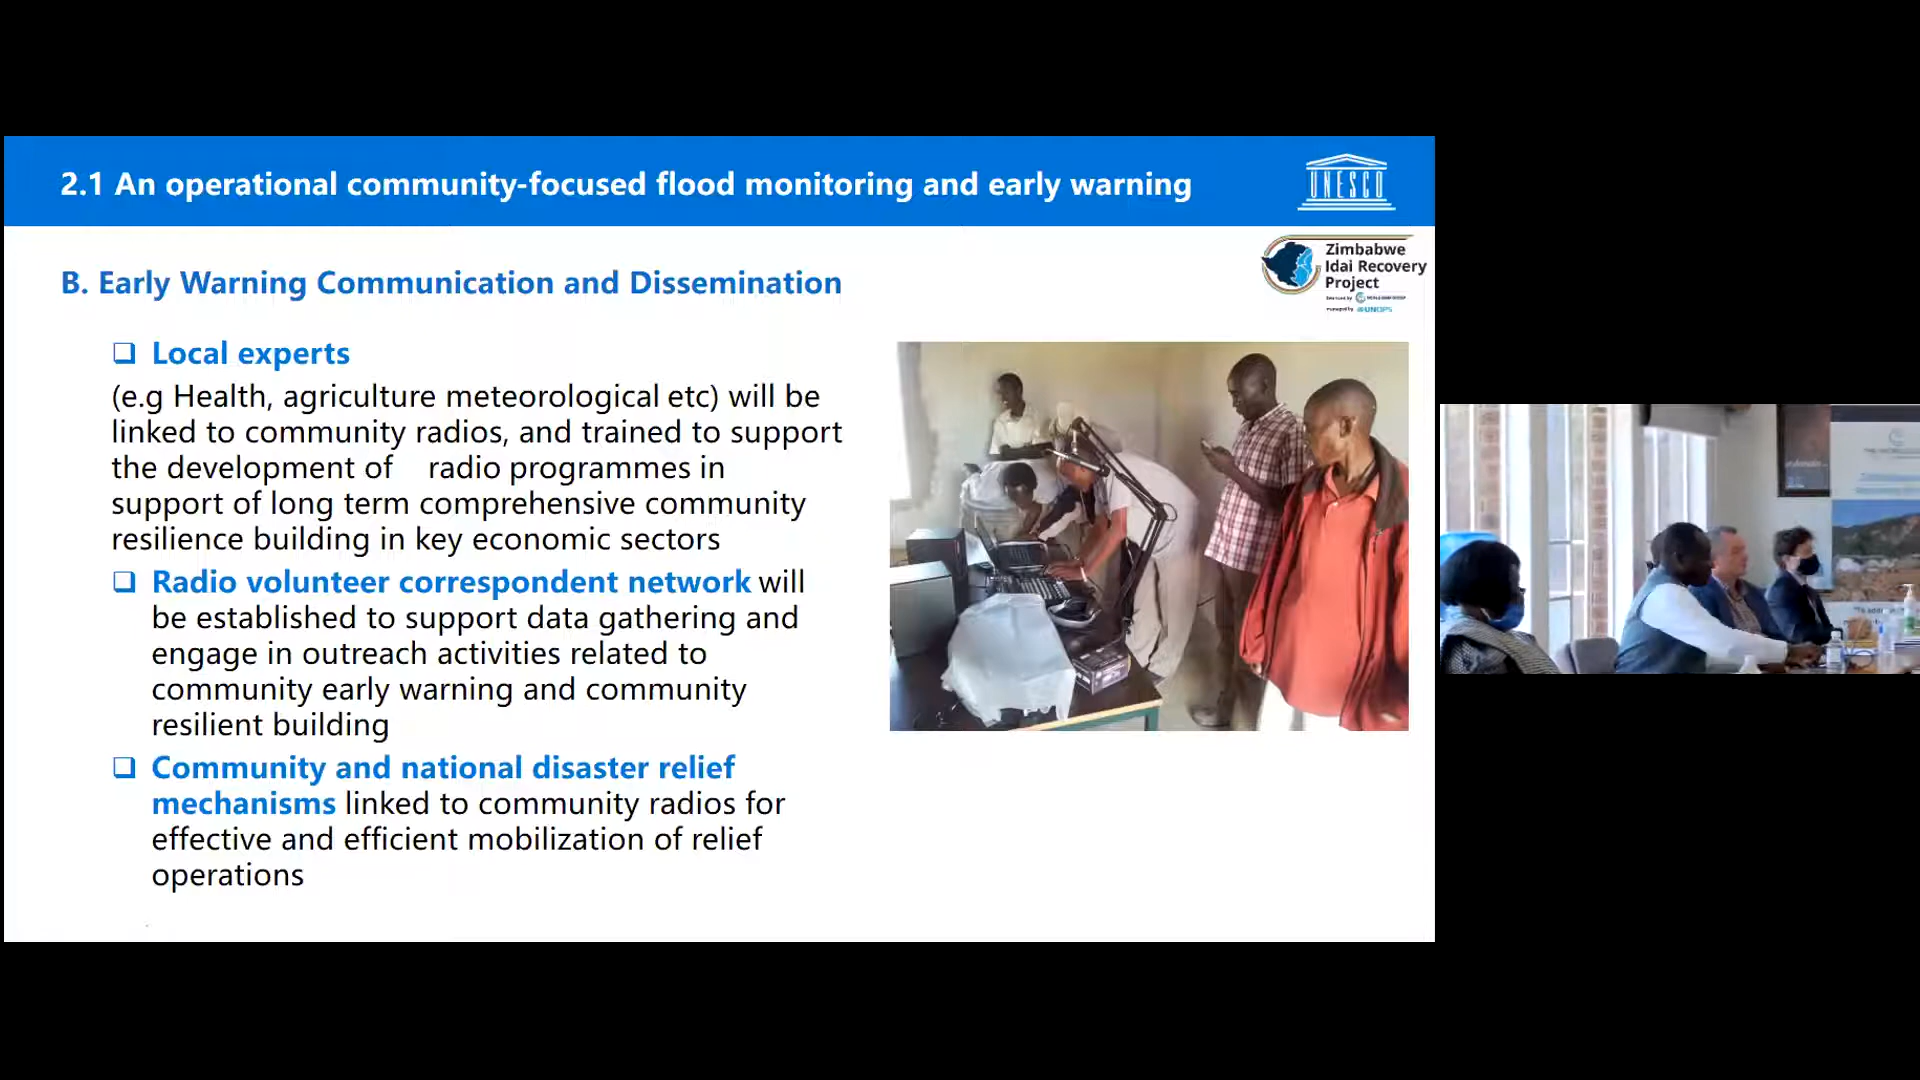 2.1 An operational community-focused flood monitoring and early warning
UNESCO
Zimbabwe
Idai Recovery
Project
managed by UNOPS
B. Early Warning Communication and Dissemination
❑ Local experts
(e.g Health, agriculture meteorological etc) will be
linked to community radios, and trained to support
the development of radio programmes in
support of long term comprehensive community
resilience building in key economic sectors
❑ Radio volunteer correspondent network will
be established to support data gathering and
engage in outreach activities related to
community early warning and community
resilient building
❑ Community and national disaster relief
mechanisms linked to community radios for
effective and efficient mobilization of relief
operations